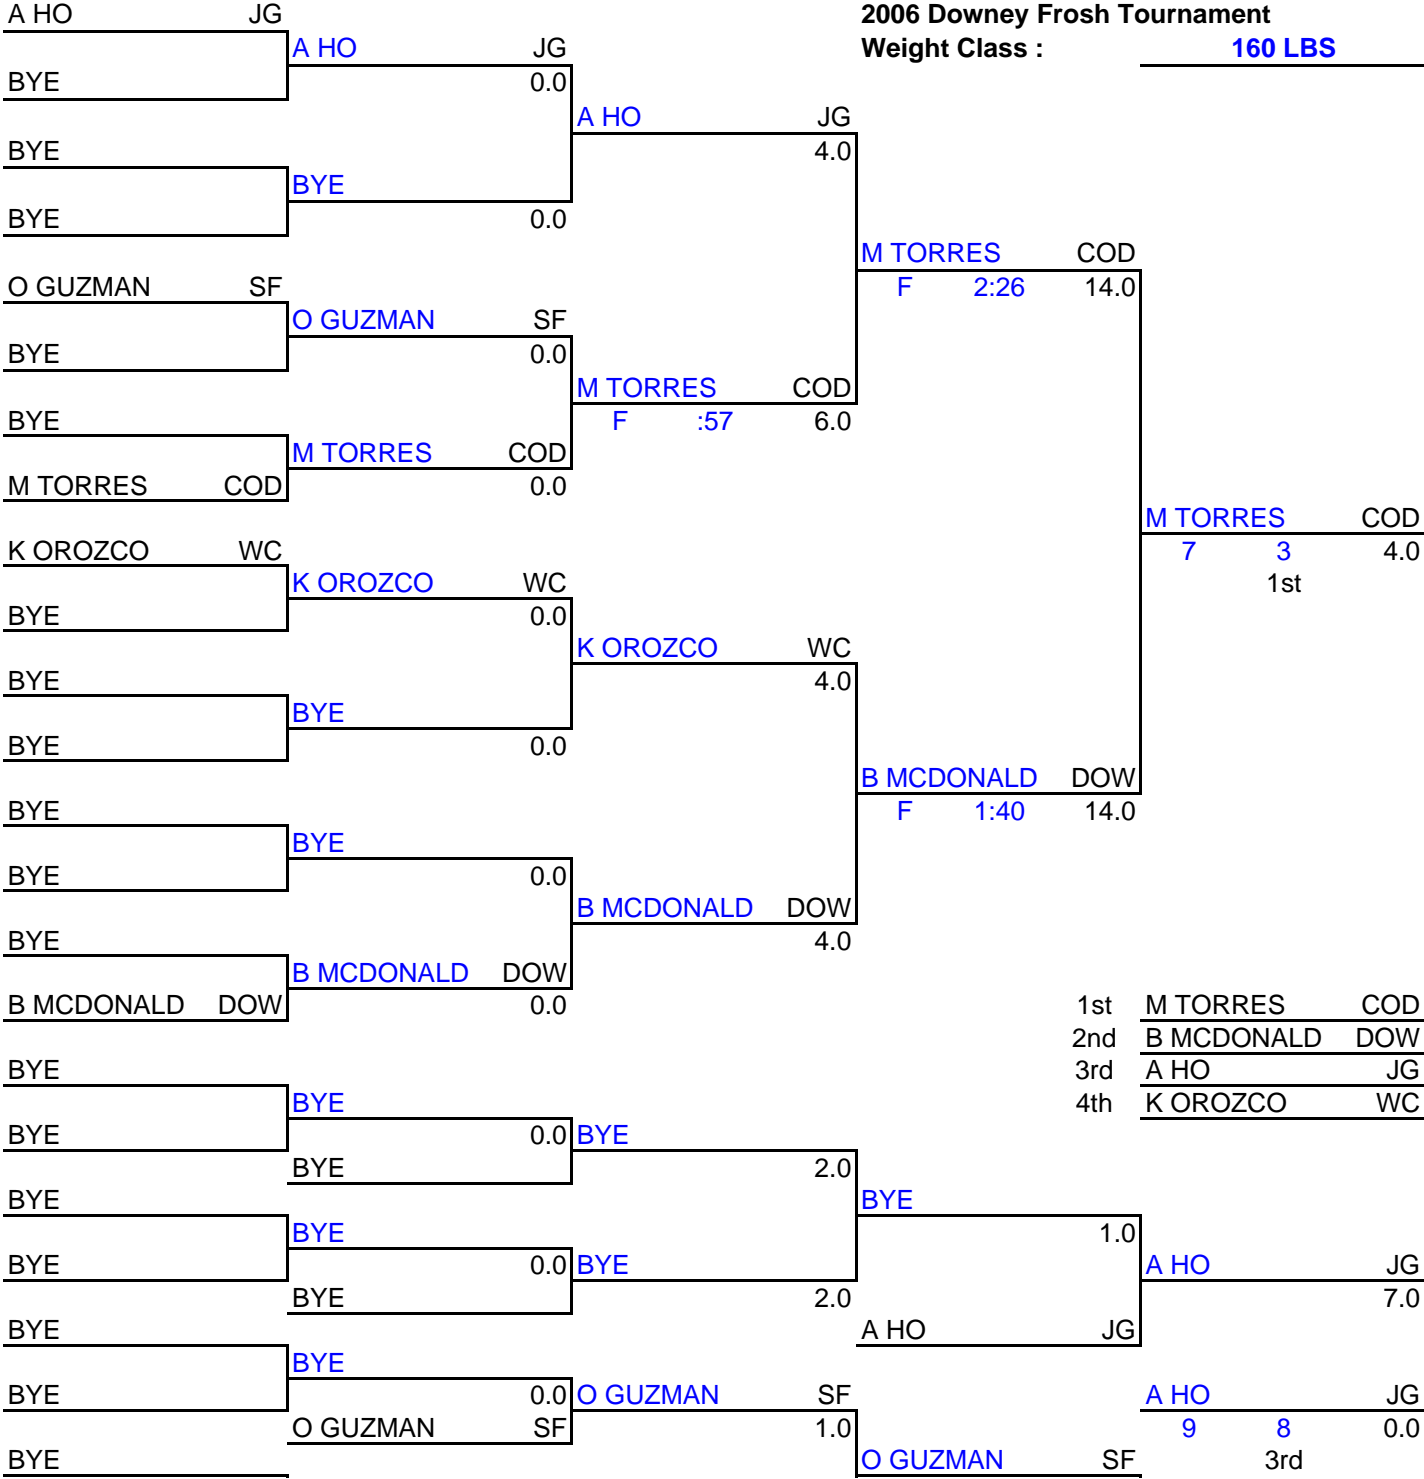 A HO JG 2006 Downey Frosh Tournament
A HO JG Weight Class : 160 LBS
BYE 0.0
A HO JG
BYE 4.0
BYE
BYE 0.0
M TORRES COD
O GUZMAN SF F 2:26 14.0
O GUZMAN SF
BYE 0.0
M TORRES COD
BYE F :57 6.0
M TORRES COD
M TORRES COD 0.0
M TORRES COD
K OROZCO WC 7 3 4.0
K OROZCO WC 1st
BYE 0.0
K OROZCO WC
BYE 4.0
BYE
BYE 0.0
B MCDONALD DOW
BYE F 1:40 14.0
BYE
BYE 0.0
B MCDONALD DOW
BYE 4.0
B MCDONALD DOW
B MCDONALD DOW 0.0 1st M TORRES COD
2nd B MCDONALD DOW
BYE 3rd A HO JG
BYE 4th K OROZCO WC
BYE 0.0 BYE
BYE 2.0
BYE BYE
BYE 1.0
BYE 0.0 BYE A HO JG
BYE 2.0 7.0
BYE A HO JG
BYE
BYE 0.0 O GUZMAN SF A HO JG
O GUZMAN SF 1.0 9 8 0.0
BYE O GUZMAN SF 3rd